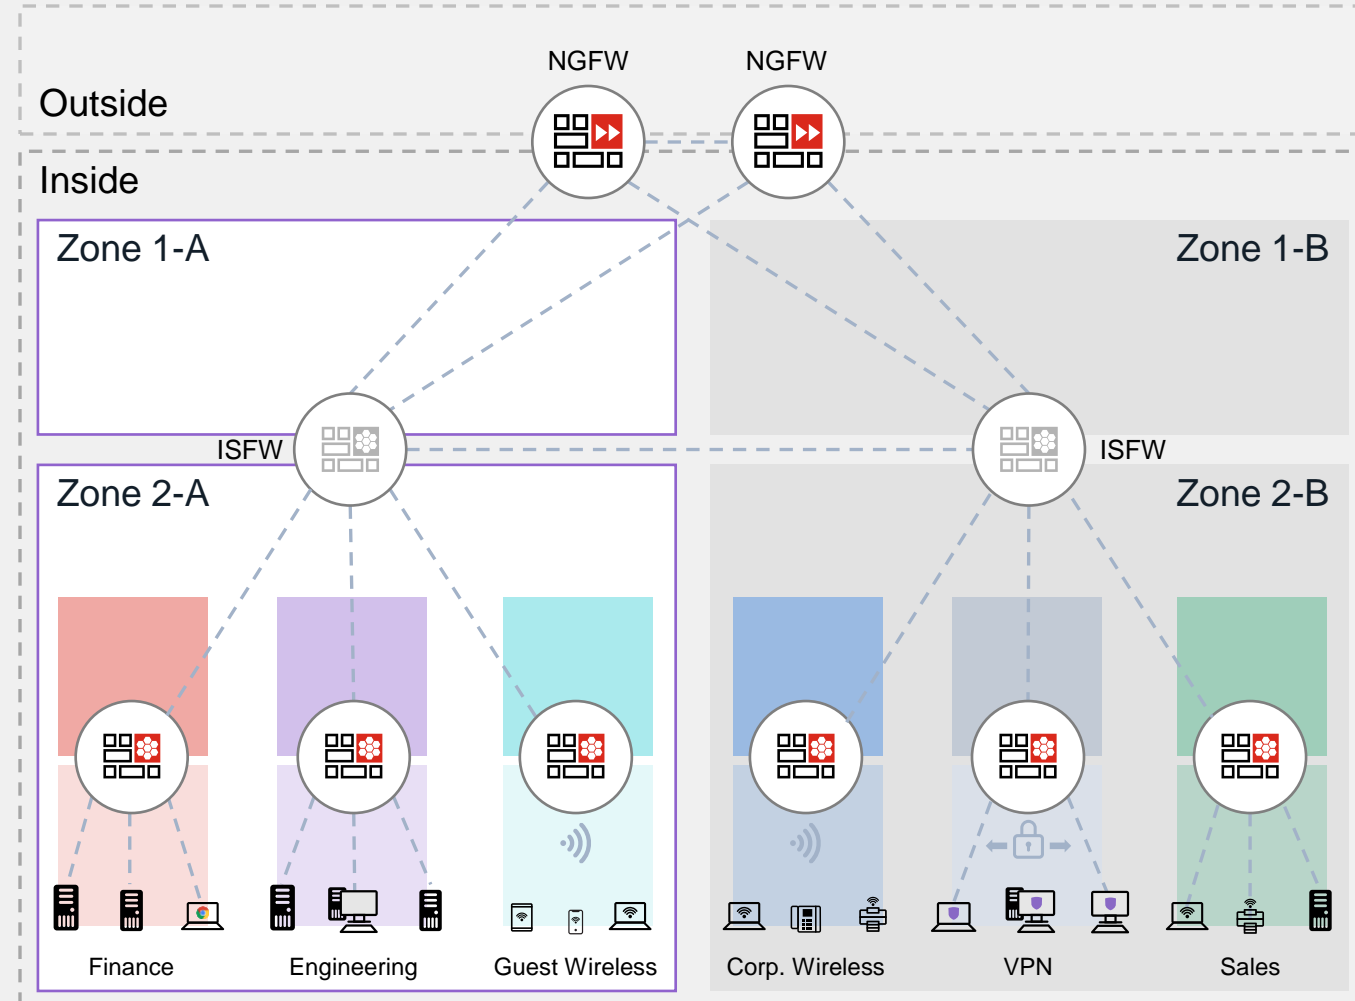 NGFW
NGFW
Outside
Inside
Zone 1-A
Zone 1-B
ISFW
ISFW
Zone 2-A
Zone 2-B
Finance
Engineering
Guest Wireless
Corp. Wireless
VPN
Sales